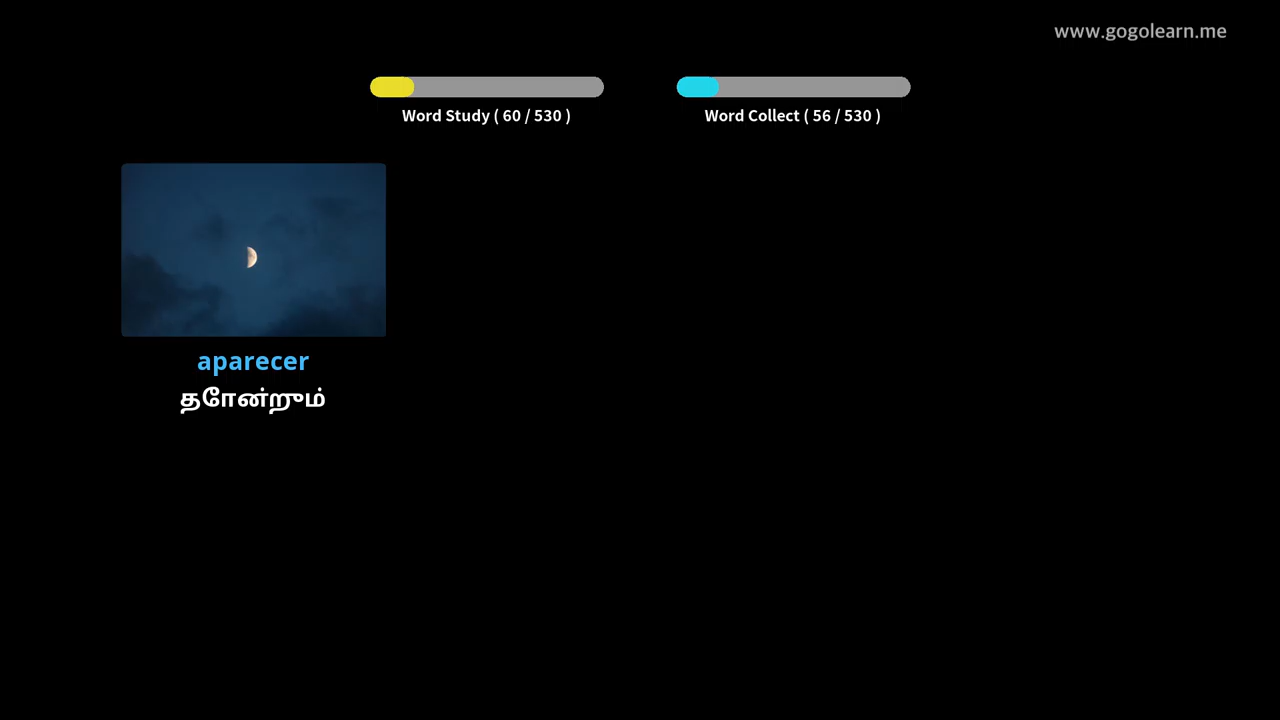 www.gogolearn.me
Word Study ( 60 / 530 )
Word Collect ( 56 / 530 )
aparecer
தோன்றும்